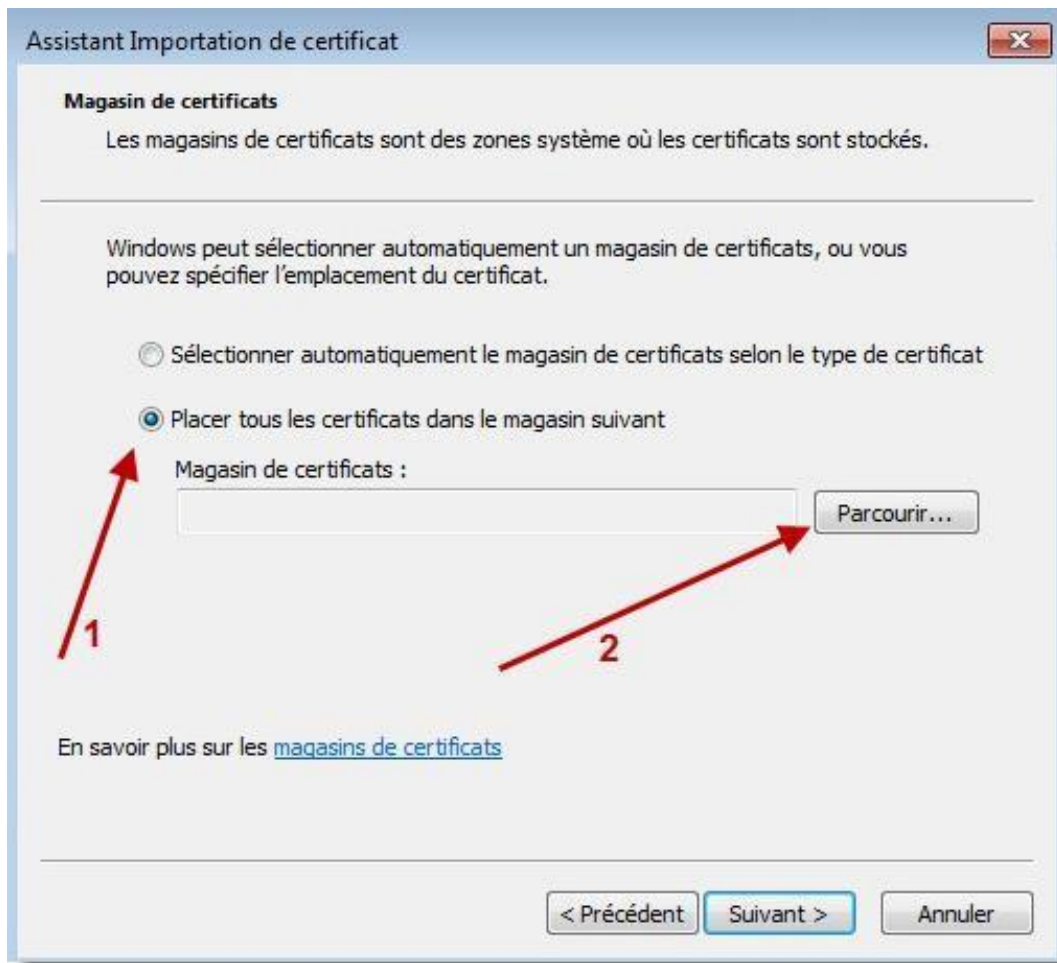 Assistant Importation de certificat
Magasin de certificats
Les magasins de certificats sont des zones système où les certificats sont stockés.
Windows peut sélectionner automatiquement un magasin de certificats, ou vous
pouvez spécifier l'emplacement du certificat.
Sélectionner automatiquement le magasin de certificats selon le type de certificat
Placer tous les certificats dans le magasin suivant
Magasin de certificats :
Parcourir...
1
2
En savoir plus sur les magasins de certificats
< Précédent Suivant > Annuler